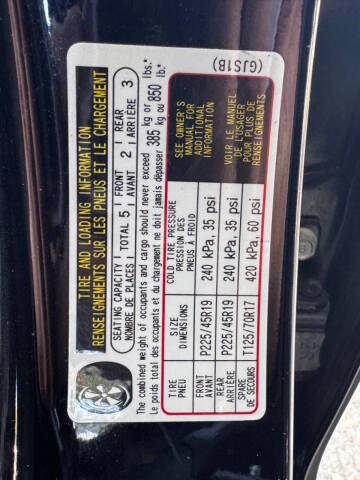 TIRE AND LOADING INFORMATION
RENSEIGNEMENTS SUR LES PNEUS ET LE CHARGEMENT
SEATING CAPACITY TOTAL 5 FRONT 2 REAR 3
NOMBRE DE PLACES AVANT ARRIÈRE
The combined weight of occupants and cargo should never exceed 385 kg or 850 lbs.
Le poids total des occupants et du chargement ne doit jamais dépasser 385 kg ou 850 lb.
TIRE SIZE COLD TIRE PRESSURE
PNEU DIMENSIONS PRESSION DES PNEUS À FROID
FRONT P225/45R19 240 kPa, 35 psi
AVANT
REAR P225/45R19 240 kPa, 35 psi
ARRIÈRE
SPARE T125/70R17 420 kPa, 60 psi
DE SECOURS
SEE OWNER'S
MANUAL FOR
ADDITIONAL
INFORMATION
VOIR LE MANUEL
DE L'USAGER
POUR PLUS DE
RENSEIGNEMENTS
(GJS1B)